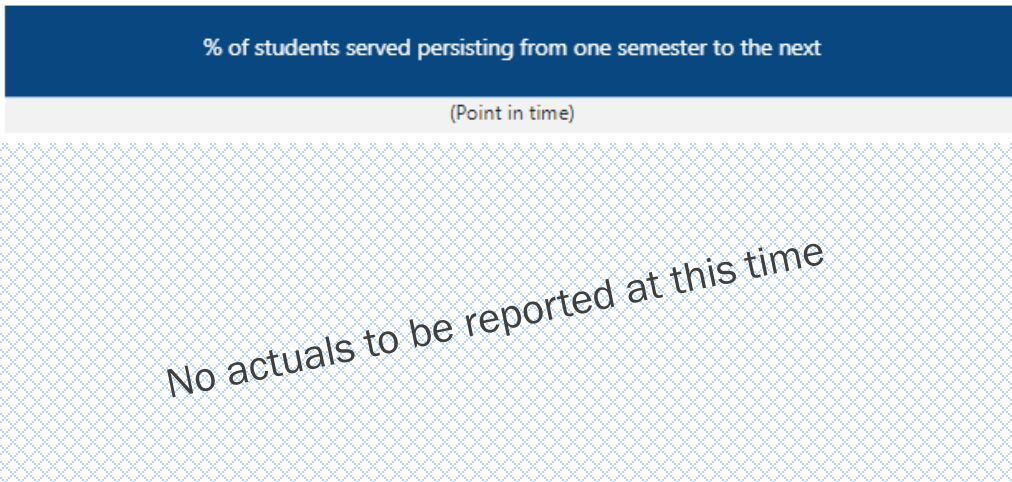 % of students served persisting from one semester to the next
(Point in time)
No actuals to be reported at this time